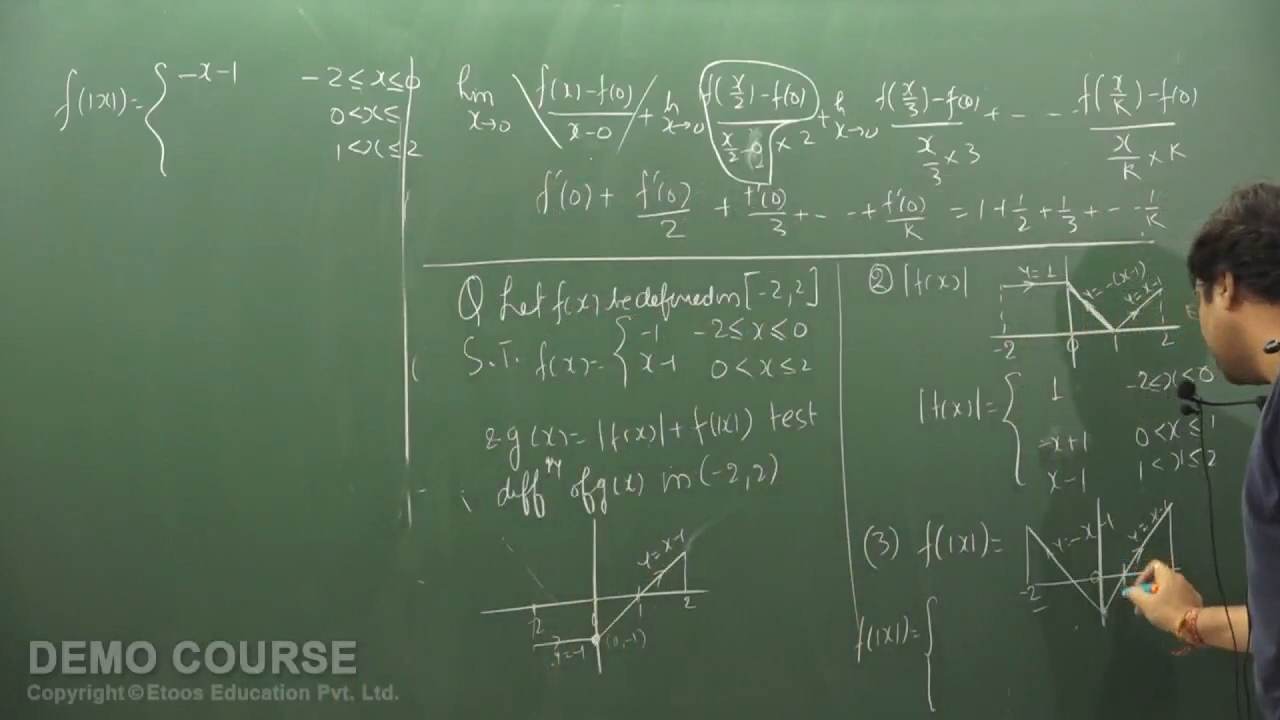 f(|x|) = { -x-1 -2 ≤ x ≤ 0
0 < x ≤ 1
1 < x ≤ 2
lim x→0 f(x)-f(0) / x-0 + l x→0 f(x/2)-f(0) / x/2-0 × 2 + l x→0 f(x/3)-f(0) / x/3 × 3 + - - - f(x/K)-f(0) / x/K × K
f'(0) + f'(0)/2 + f'(0)/3 + - - - + f'(0)/K = 1 + 1/2 + 1/3 + - - 1/K
Q Let f(x) be defined in [-2, 2]
S.T. f(x) = { -1 -2 ≤ x ≤ 0
x-1 0 < x ≤ 2
& g(x) = |f(x)| + f(|x|) test
diff^ty of g(x) in (-2, 2)
y = x-1
-2 1 2
y = -1 (0, -1)
② |f(x)|
y = 1 y = -(x-1) y = x-1
-2 0 1 2
|f(x)| = { 1 -2 ≤ x ≤ 0
-x+1 0 < x ≤ 1
x-1 1 < x ≤ 2
(3) f(|x|) =
y = -x-1 y = x-1
-2 0
f(|x|) = {
DEMO COURSE
Copyright © Etoos Education Pvt. Ltd.